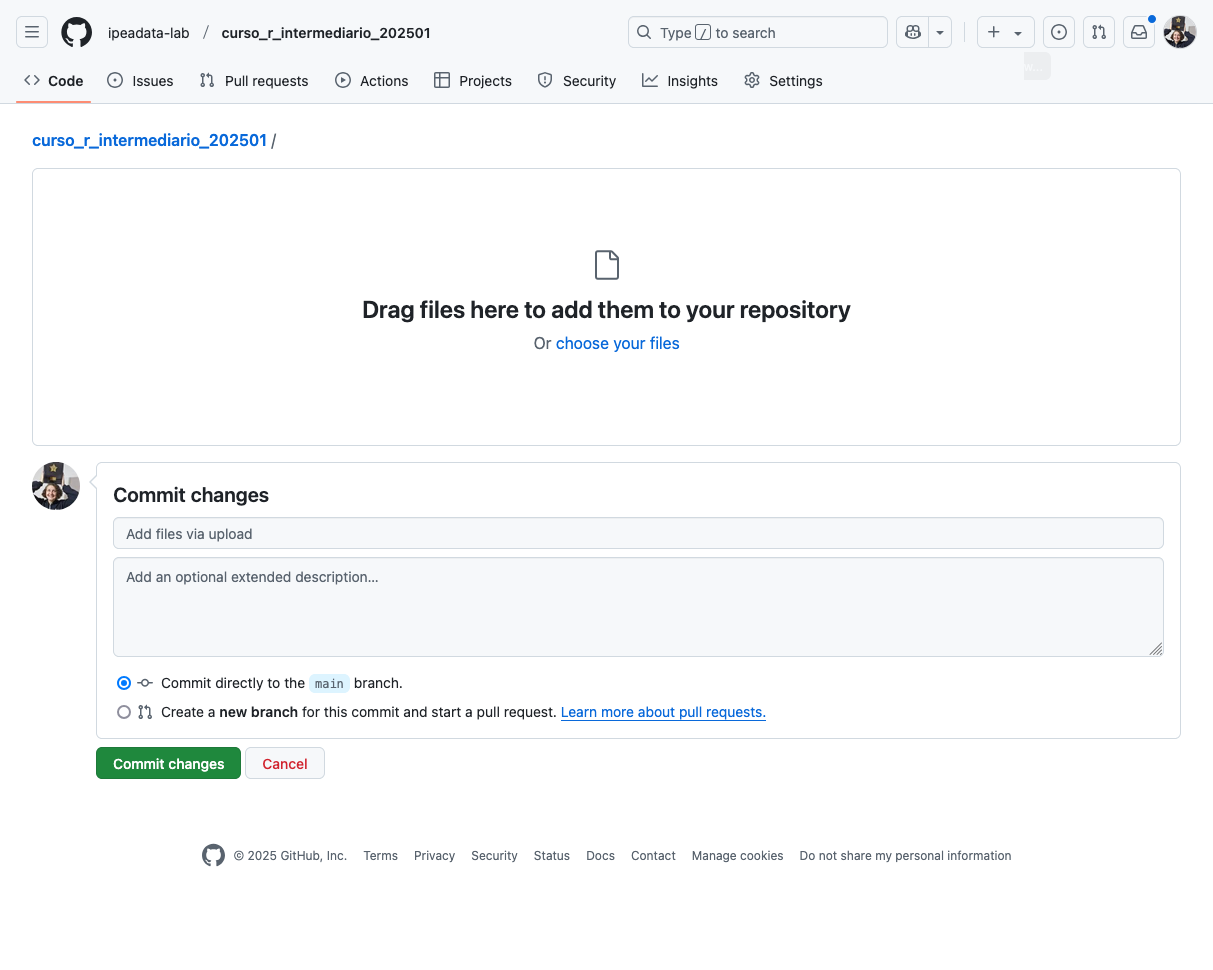 ipeadata-lab / curso_r_intermediario_202501
Type / to search
Code Issues Pull requests Actions Projects Security Insights Settings
curso_r_intermediario_202501 /
Drag files here to add them to your repository
Or choose your files
Commit changes
Add files via upload
Add an optional extended description...
Commit directly to the main branch.
Create a new branch for this commit and start a pull request. Learn more about pull requests.
Commit changes Cancel
© 2025 GitHub, Inc. Terms Privacy Security Status Docs Contact Manage cookies Do not share my personal information